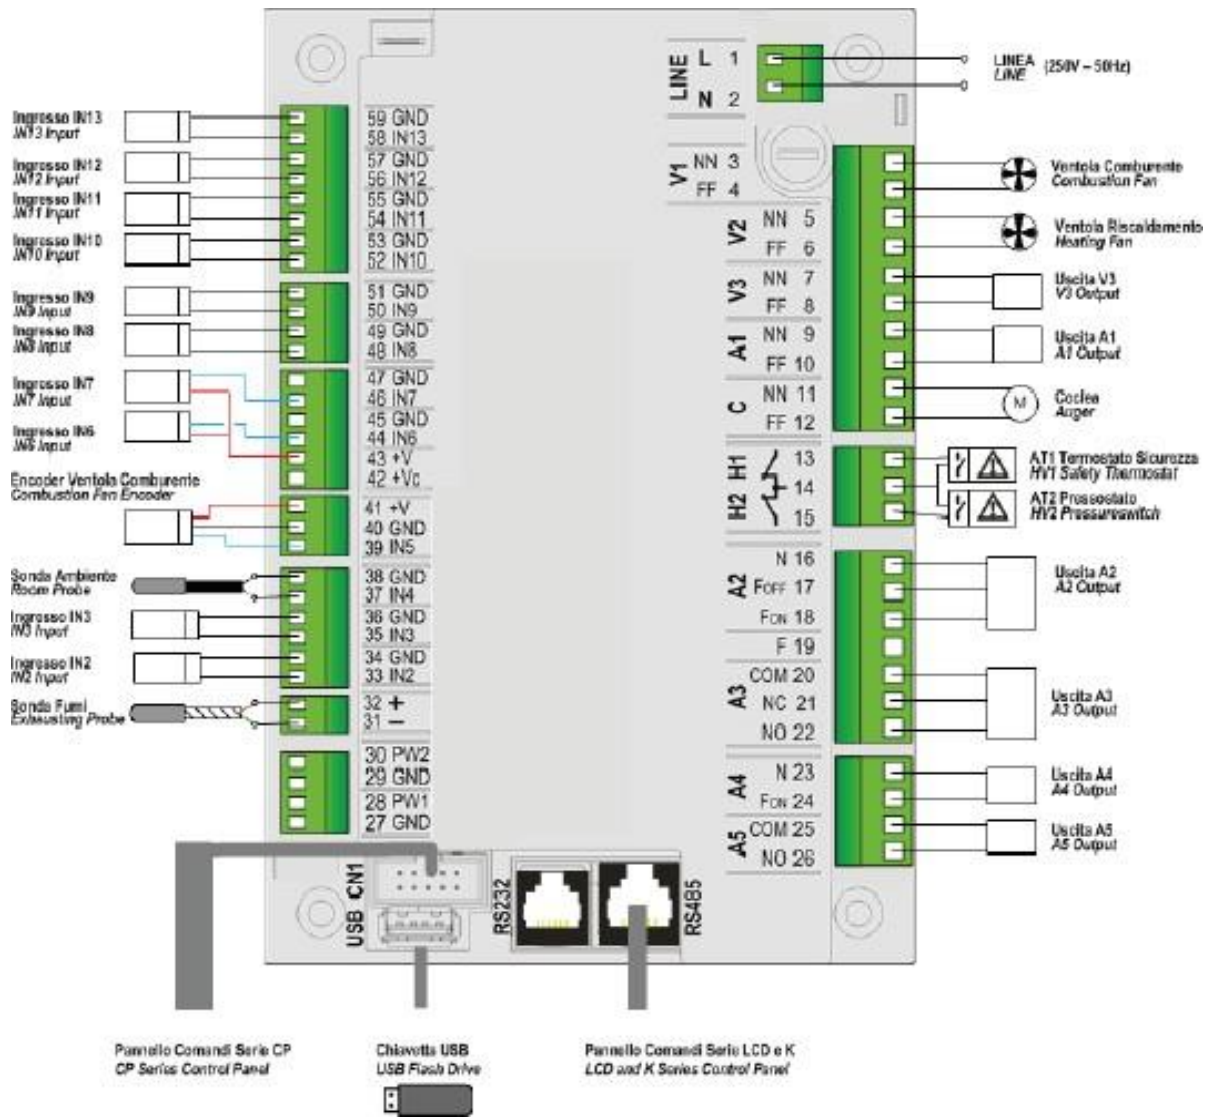 LINE
L 1
N 2
LINEA
LINE
(250V – 50Hz)
Ingresso IN13
IN13 Input
Ingresso IN12
IN12 Input
Ingresso IN11
IN11 Input
Ingresso IN10
IN10 Input
Ingresso IN9
IN9 Input
Ingresso IN8
IN8 Input
Ingresso IN7
IN7 Input
Ingresso IN6
IN6 Input
Encoder Ventola Comburente
Combustion Fan Encoder
Sonda Ambiente
Room Probe
Ingresso IN3
IN3 Input
Ingresso IN2
IN2 Input
Sonda Fumi
Exhausting Probe
59 GND
58 IN13
57 GND
56 IN12
55 GND
54 IN11
53 GND
52 IN10
51 GND
50 IN9
49 GND
48 IN8
47 GND
46 IN7
45 GND
44 IN6
43 +V
42 +Vc
41 +V
40 GND
39 IN5
38 GND
37 IN4
36 GND
35 IN3
34 GND
33 IN2
32 +
31 −
30 PW2
29 GND
28 PW1
27 GND
V1
NN 3
FF 4
V2
NN 5
FF 6
V3
NN 7
FF 8
A1
NN 9
FF 10
C
NN 11
FF 12
H1
H2
13
14
15
A2
N 16
FOFF 17
FON 18
F 19
A3
COM 20
NC 21
NO 22
A4
N 23
FON 24
A5
COM 25
NO 26
Ventola Comburente
Combustion Fan
Ventola Riscaldamento
Heating Fan
Uscita V3
V3 Output
Uscita A1
A1 Output
M
Coclea
Auger
AT1 Termostato Sicurezza
HV1 Safety Thermostat
AT2 Pressostato
HV2 Pressureswitch
Uscita A2
A2 Output
Uscita A3
A3 Output
Uscita A4
A4 Output
Uscita A5
A5 Output
USB CN1
RS232
RS485
Pannello Comandi Serie CP
CP Series Control Panel
Chiavetta USB
USB Flash Drive
Pannello Comandi Serie LCD e K
LCD and K Series Control Panel